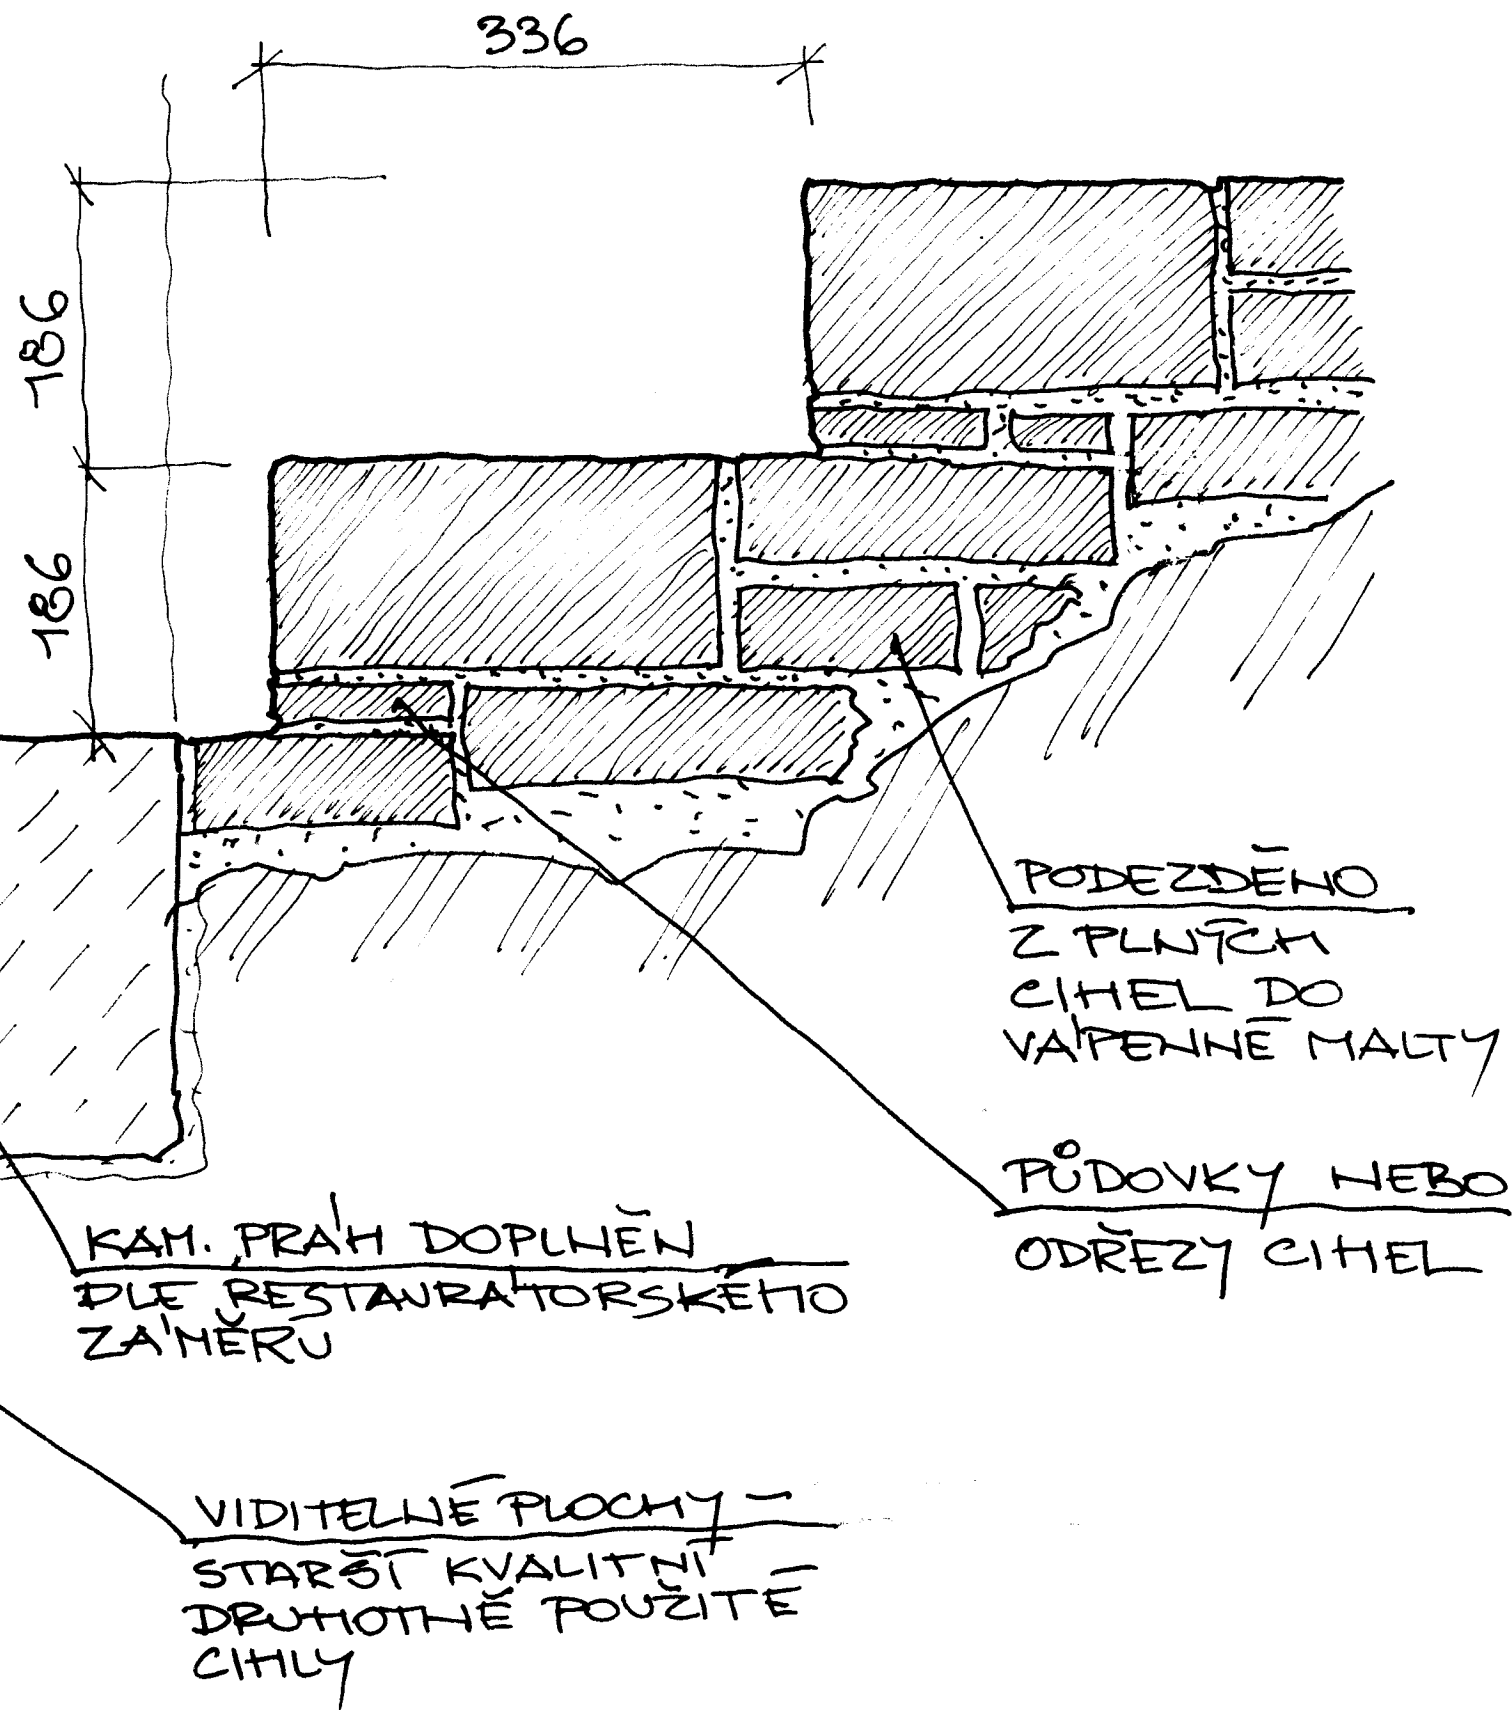 336
186
186
PODEZDĚNO
Z PLNÝCH
CIHEL DO
VÁPENNÉ MALTY
PŮDOVKY NEBO
ODŘEZY CIHEL
KAM. PRÁH DOPLNĚN
DLE RESTAURÁTORSKÉHO
ZÁMĚRU
VIDITELNÉ PLOCHY –
STARŠÍ KVALITNÍ
DRUHOTNĚ POUŽITÉ
CIHLY